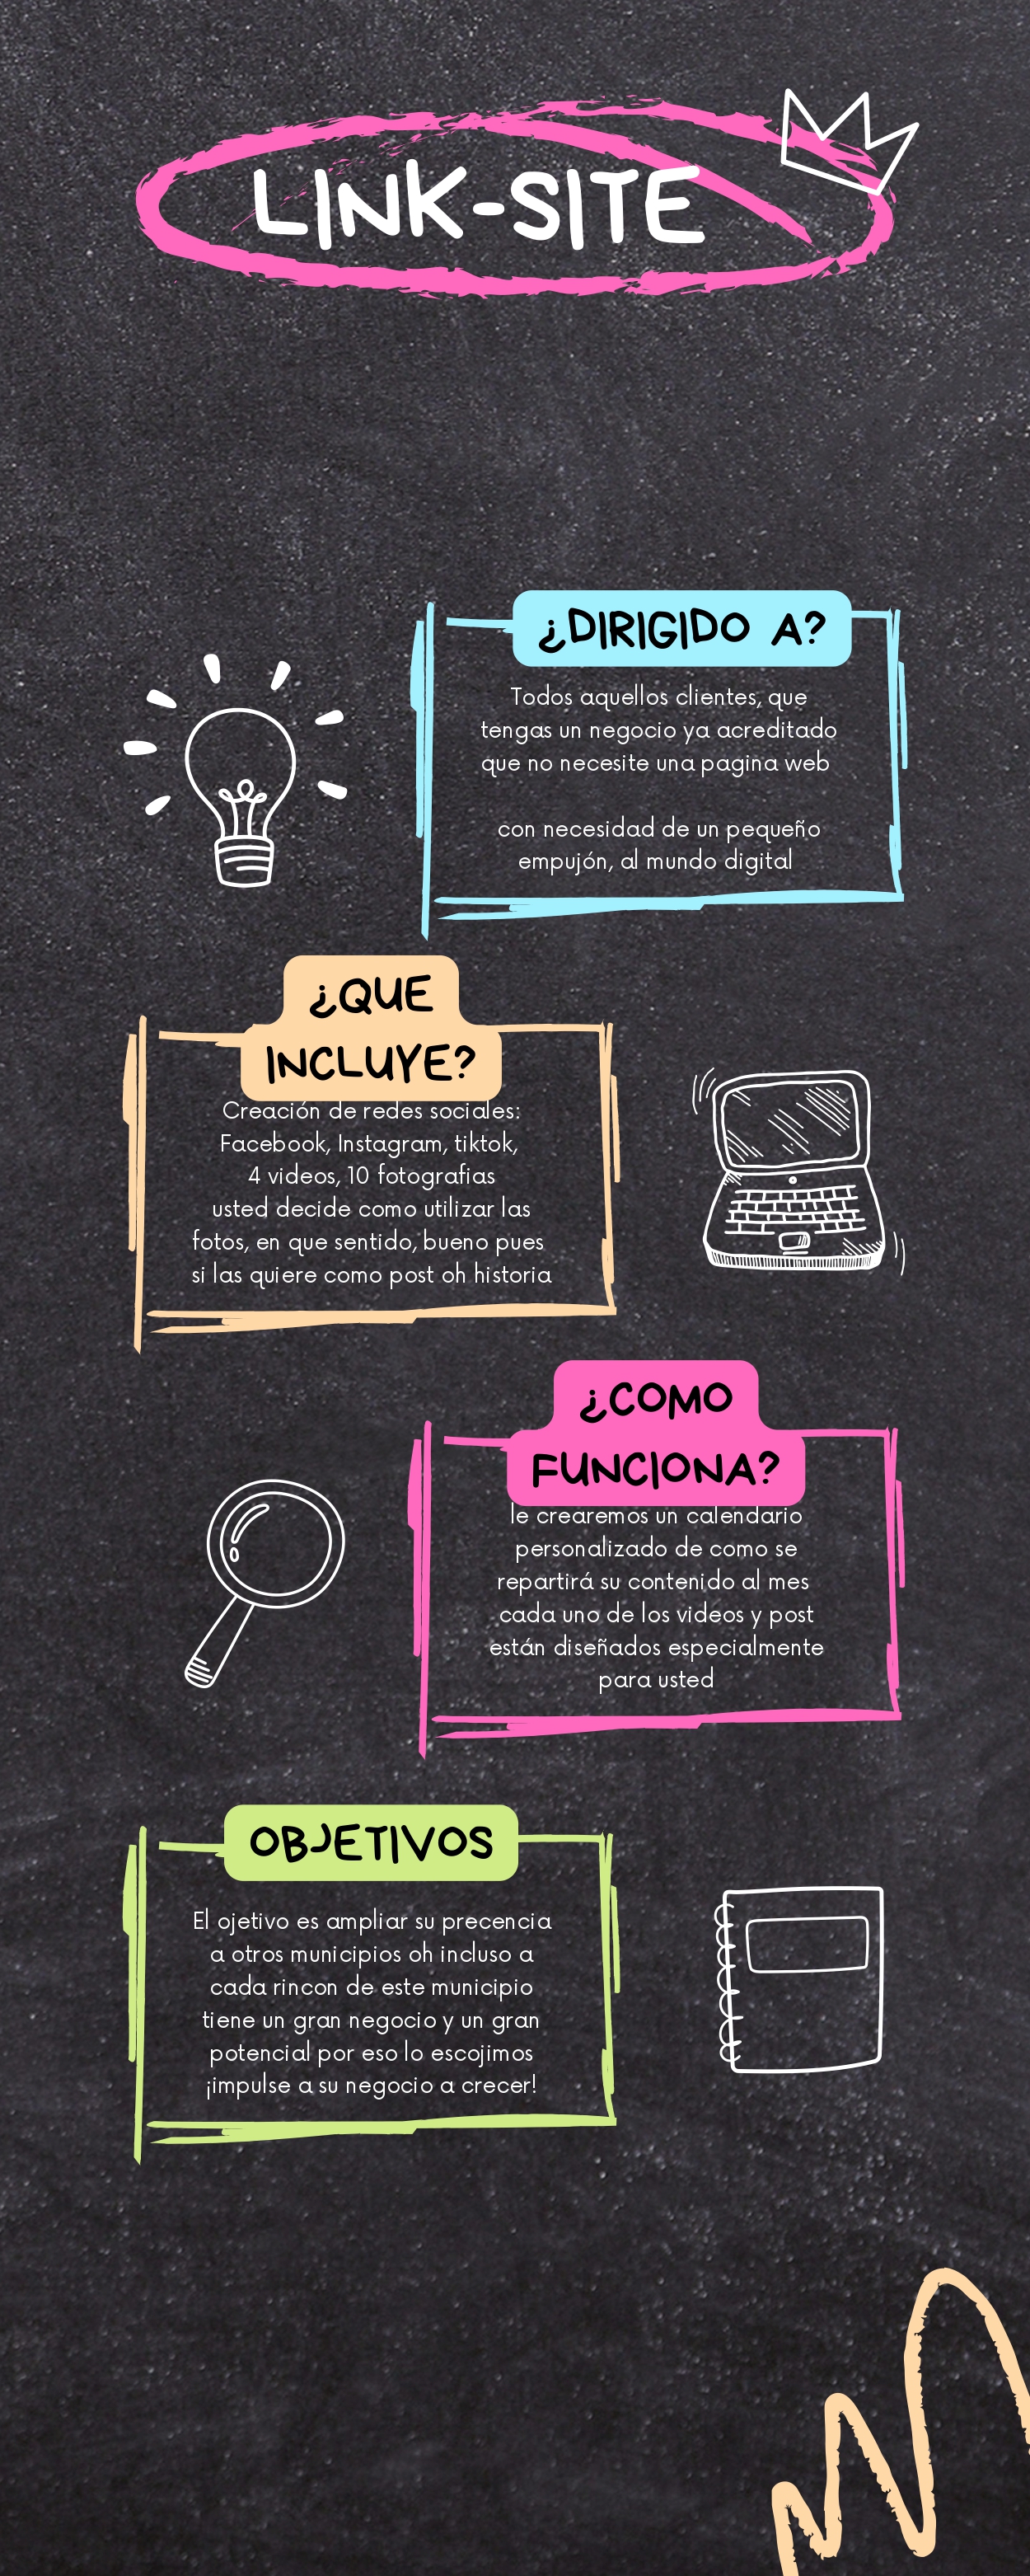 LINK-SITE
¿DIRIGIDO A?
Todos aquellos clientes, que
tengas un negocio ya acreditado
que no necesite una pagina web
con necesidad de un pequeño
empujón, al mundo digital
¿QUE
INCLUYE?
Creación de redes sociales:
Facebook, Instagram, tiktok,
4 videos, 10 fotografias
usted decide como utilizar las
fotos, en que sentido, bueno pues
si las quiere como post oh historia
¿COMO
FUNCIONA?
le crearemos un calendario
personalizado de como se
repartirá su contenido al mes
cada uno de los videos y post
están diseñados especialmente
para usted
OBJETIVOS
El ojetivo es ampliar su precencia
a otros municipios oh incluso a
cada rincon de este municipio
tiene un gran negocio y un gran
potencial por eso lo escojimos
¡impulse a su negocio a crecer!